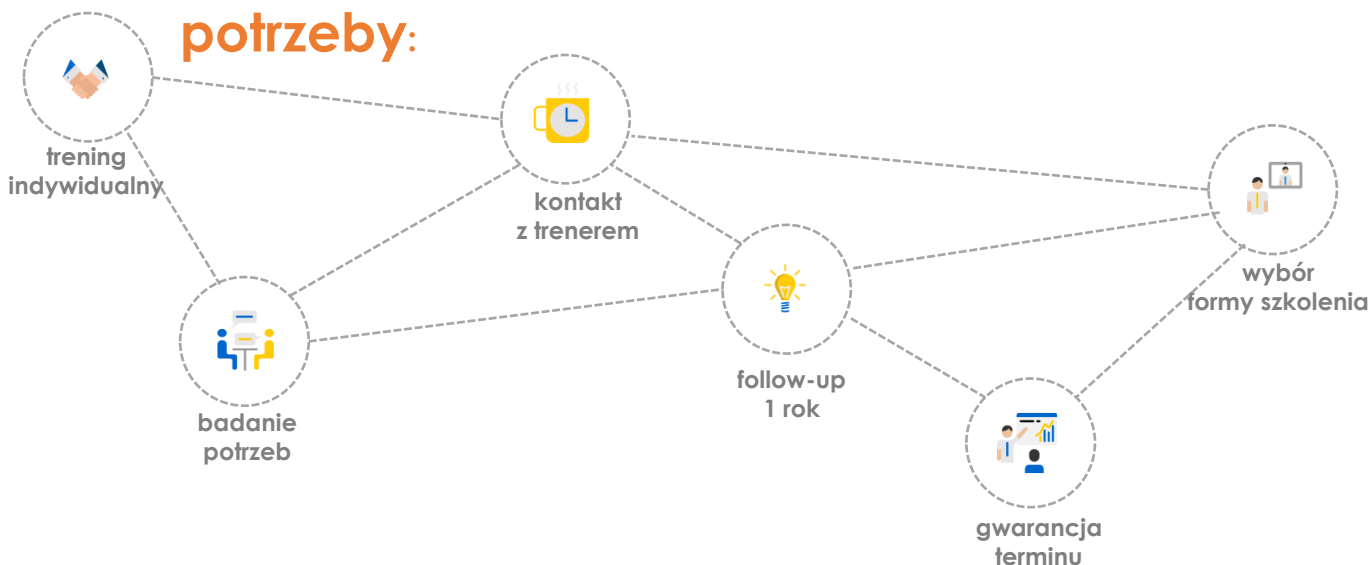 potrzeby:
trening
indywidualny
kontakt
z trenerem
wybór
formy szkolenia
follow-up
1 rok
badanie
potrzeb
gwarancja
terminu